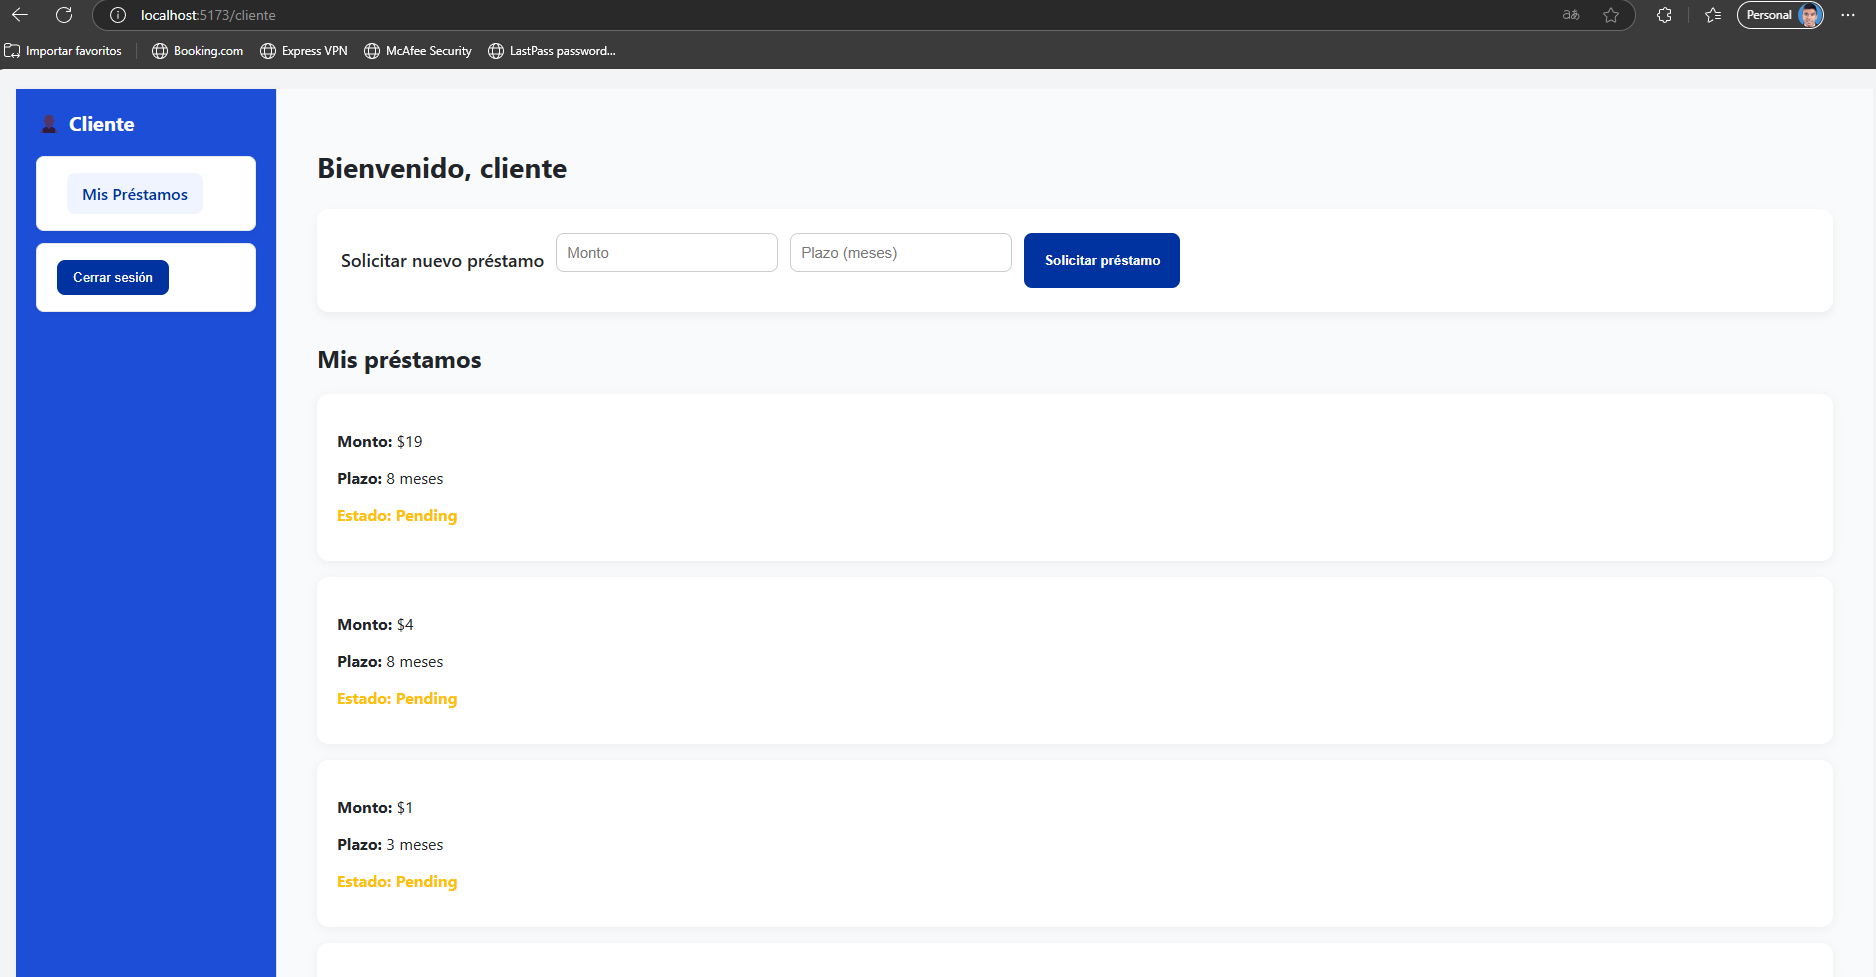 localhost:5173/cliente
aあ
Personal
Importar favoritos
Booking.com
Express VPN
McAfee Security
LastPass password...
Cliente
Mis Préstamos
Cerrar sesión
Bienvenido, cliente
Solicitar nuevo préstamo
Monto
Plazo (meses)
Solicitar préstamo
Mis préstamos
Monto: $19
Plazo: 8 meses
Estado: Pending
Monto: $4
Plazo: 8 meses
Estado: Pending
Monto: $1
Plazo: 3 meses
Estado: Pending